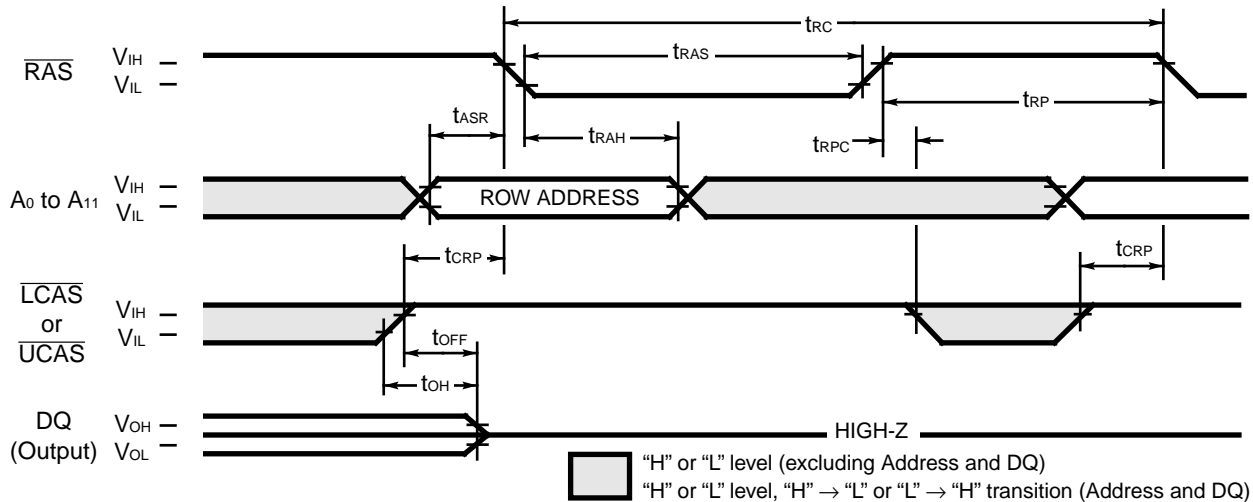 tRC
RAS
VIH
VIL
tRAS
tRP
tASR
tRAH
tRPC
A0 to A11
VIH
VIL
ROW ADDRESS
tCRP
tCRP
LCAS
or
UCAS
VIH
VIL
tOFF
tOH
DQ
(Output)
VOH
VOL
HIGH-Z
“H” or “L” level (excluding Address and DQ)
“H” or “L” level, “H” → “L” or “L” → “H” transition (Address and DQ)